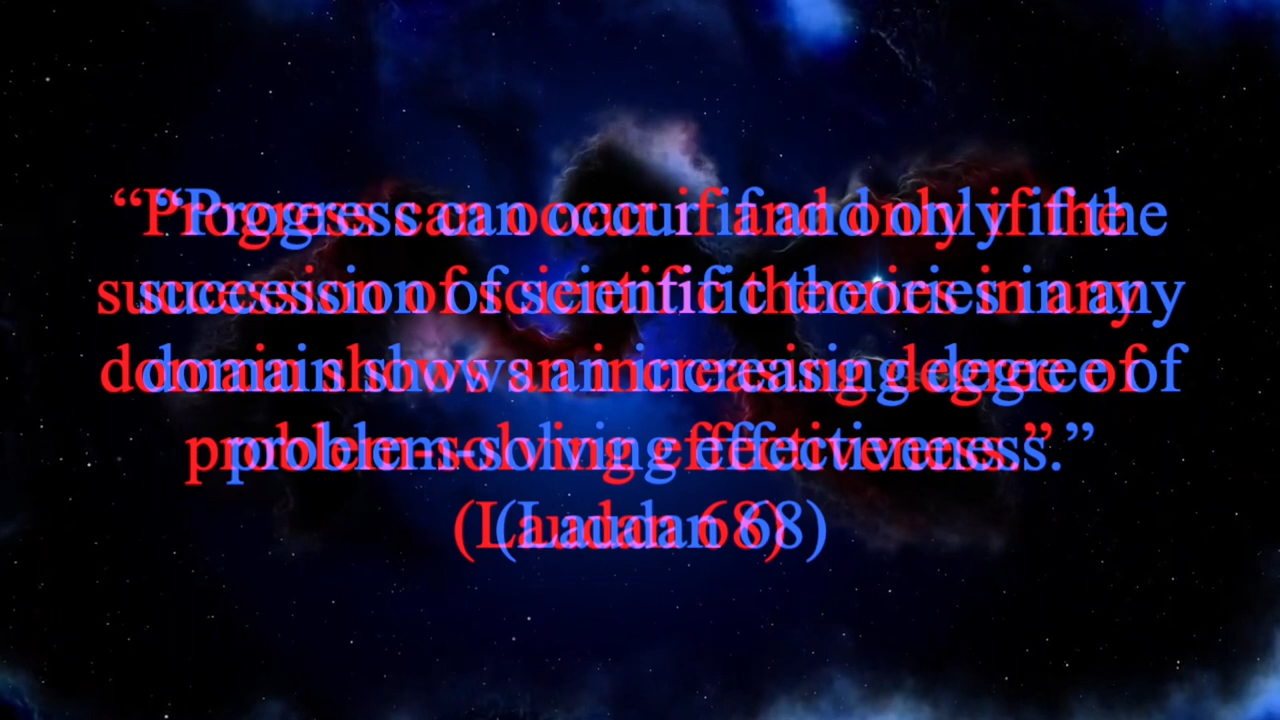 “Progress can occur if and only if the
succession of scientific theories in any
domain shows an increasing degree of
problem-solving effectiveness.”
(Laudan 68)